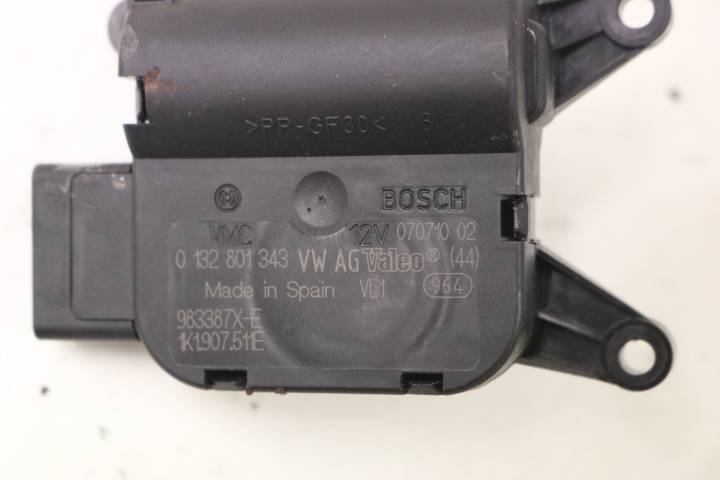 >PP-GF30<
BOSCH
VMC 12V 070710 02
0 132 801 343 VW AG Valeo® (44)
Made in Spain VL1 964
983387X-E
1K1.907.511E